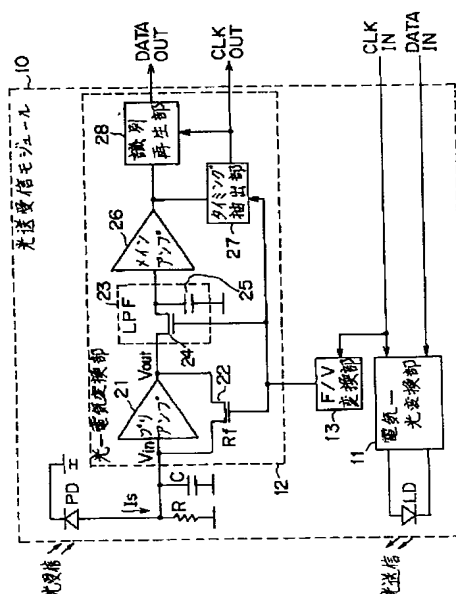 光送受信モジュール
10
光受信
PD
Is
R
C
光-電気変換部
12
Vin
プリアンプ
21
Vout
Rf
22
23
LPF
24
25
メインアンプ
26
識別再生部
28
タイミング抽出部
27
DATA OUT
CLK OUT
F/V変換部
13
電気-光変換部
11
LD
光送信
CLK IN
DATA IN